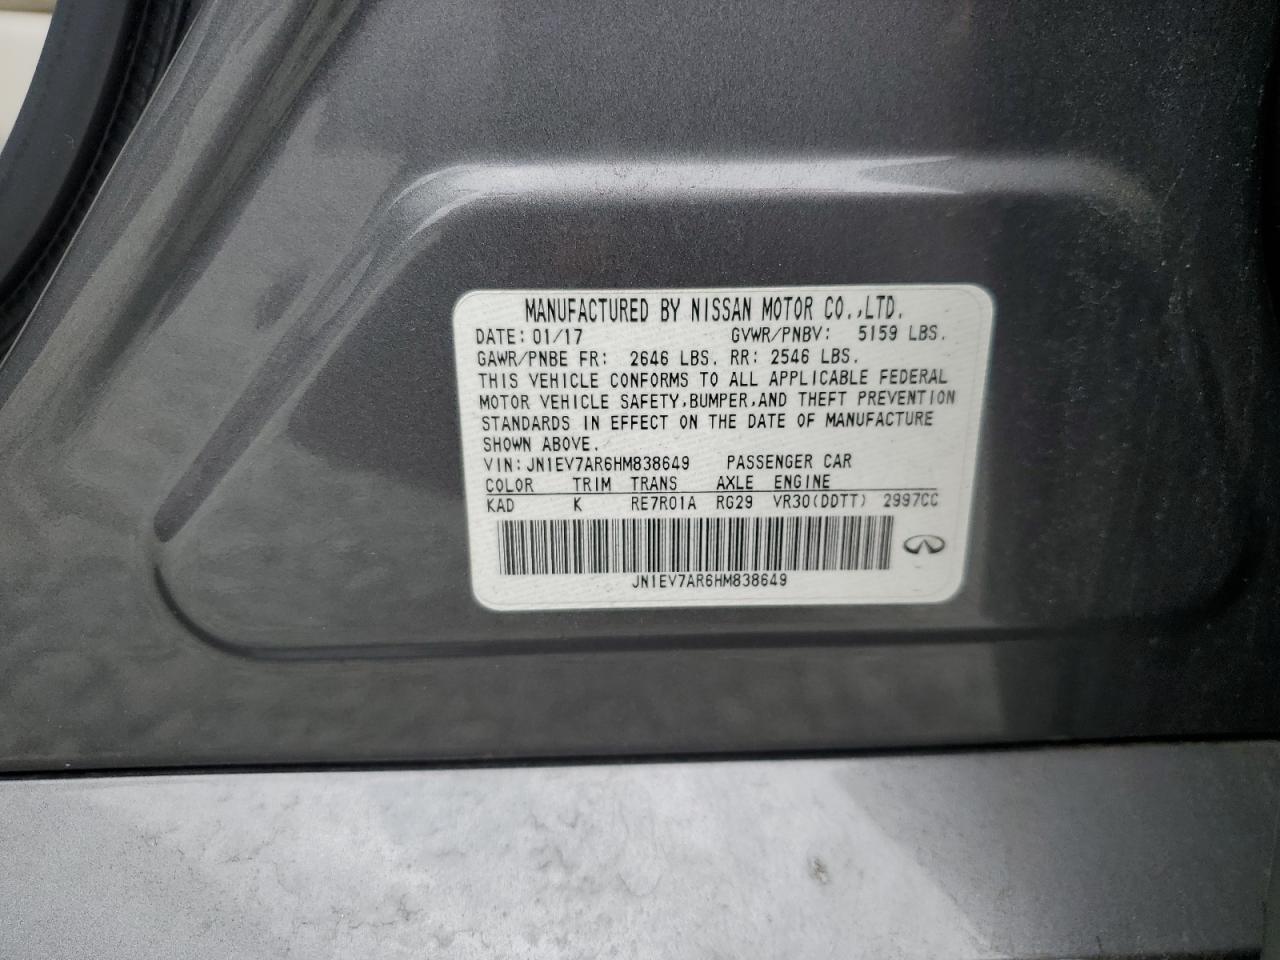 MANUFACTURED BY NISSAN MOTOR CO.,LTD.
DATE: 01/17 GVWR/PNBV: 5159 LBS.
GAWR/PNBE FR: 2646 LBS. RR: 2546 LBS.
THIS VEHICLE CONFORMS TO ALL APPLICABLE FEDERAL
MOTOR VEHICLE SAFETY,BUMPER,AND THEFT PREVENTION
STANDARDS IN EFFECT ON THE DATE OF MANUFACTURE
SHOWN ABOVE.
VIN: JN1EV7AR6HM838649 PASSENGER CAR
COLOR TRIM TRANS AXLE ENGINE
KAD K RE7R01A RG29 VR30(DDTT) 2997CC
JN1EV7AR6HM838649